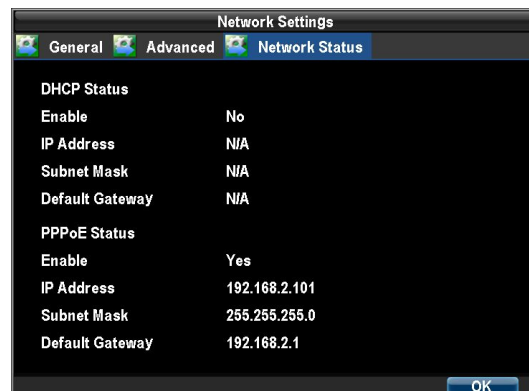 Network Settings
General Advanced Network Status
DHCP Status
Enable No
IP Address N/A
Subnet Mask N/A
Default Gateway N/A
PPPoE Status
Enable Yes
IP Address 192.168.2.101
Subnet Mask 255.255.255.0
Default Gateway 192.168.2.1
OK